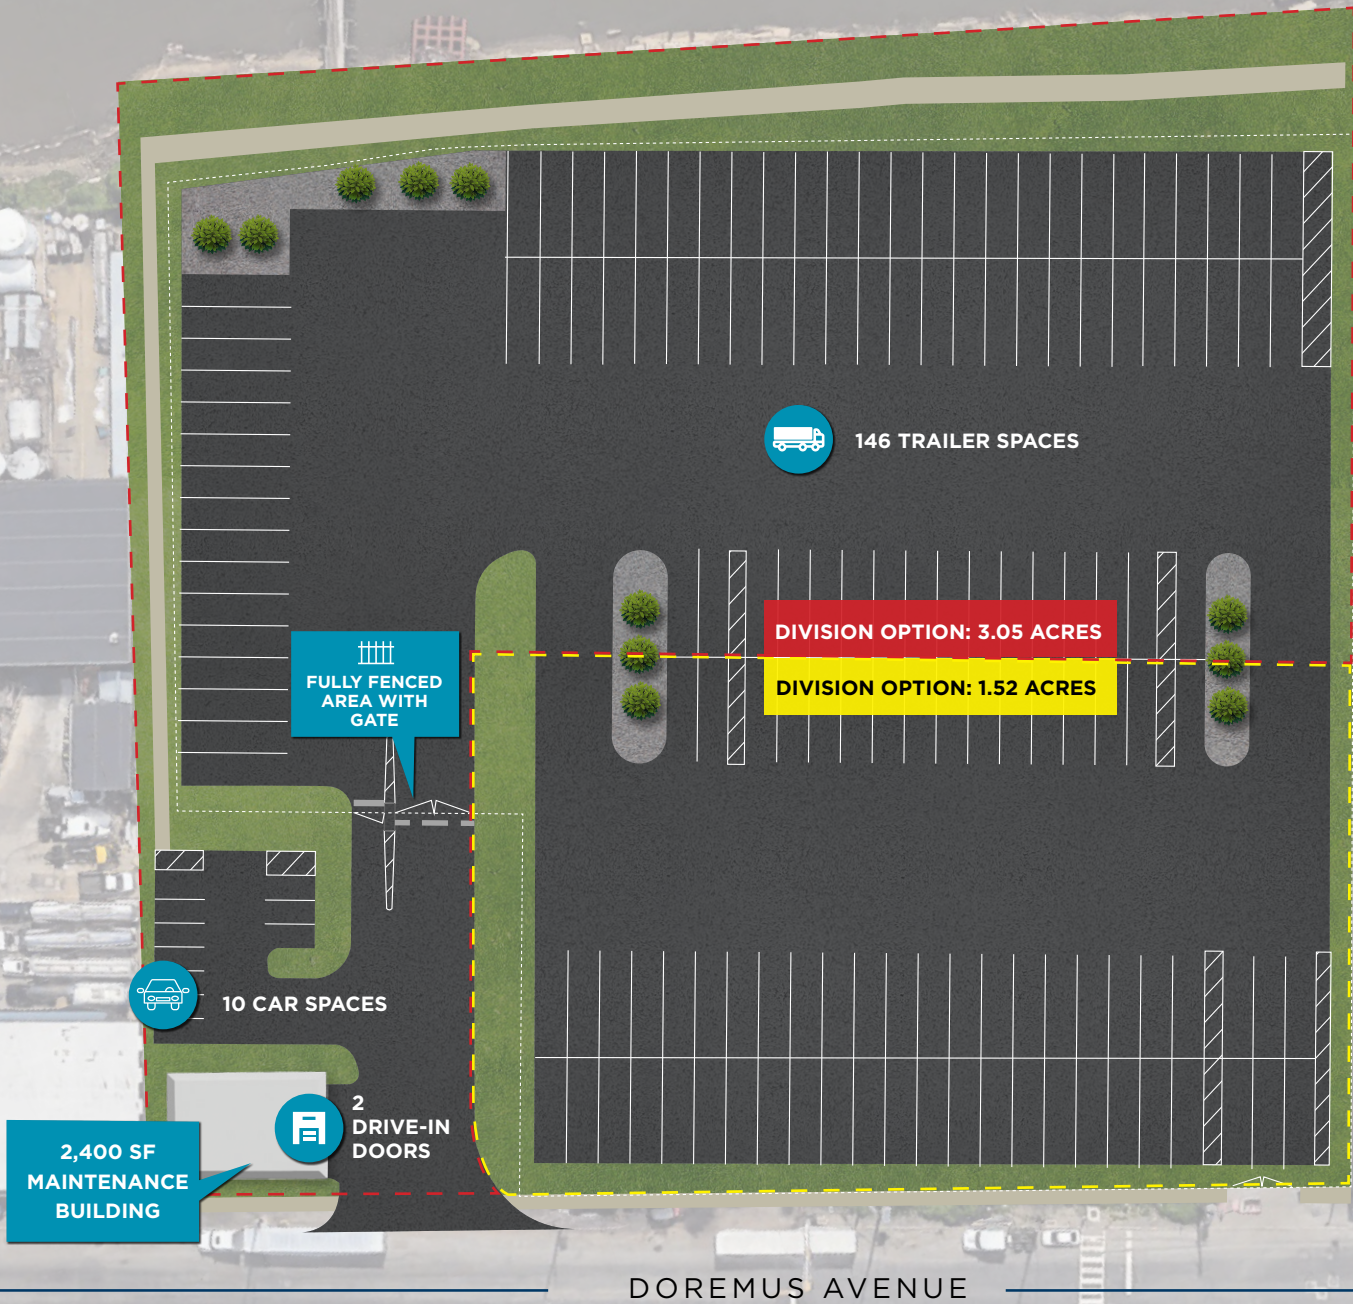 146 TRAILER SPACES
DIVISION OPTION: 3.05 ACRES
DIVISION OPTION: 1.52 ACRES
FULLY FENCED
AREA WITH
GATE
10 CAR SPACES
2
DRIVE-IN
DOORS
2,400 SF
MAINTENANCE
BUILDING
DOREMUS AVENUE